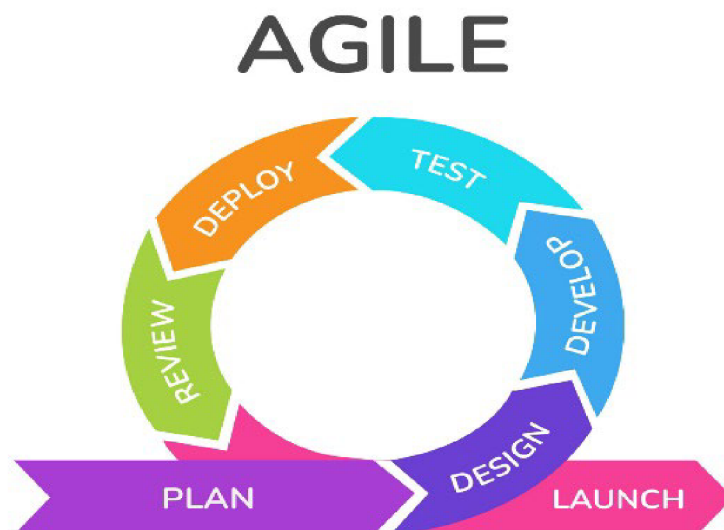 AGILE
TEST
DEPLOY
DEVELOP
REVIEW
DESIGN
PLAN
LAUNCH